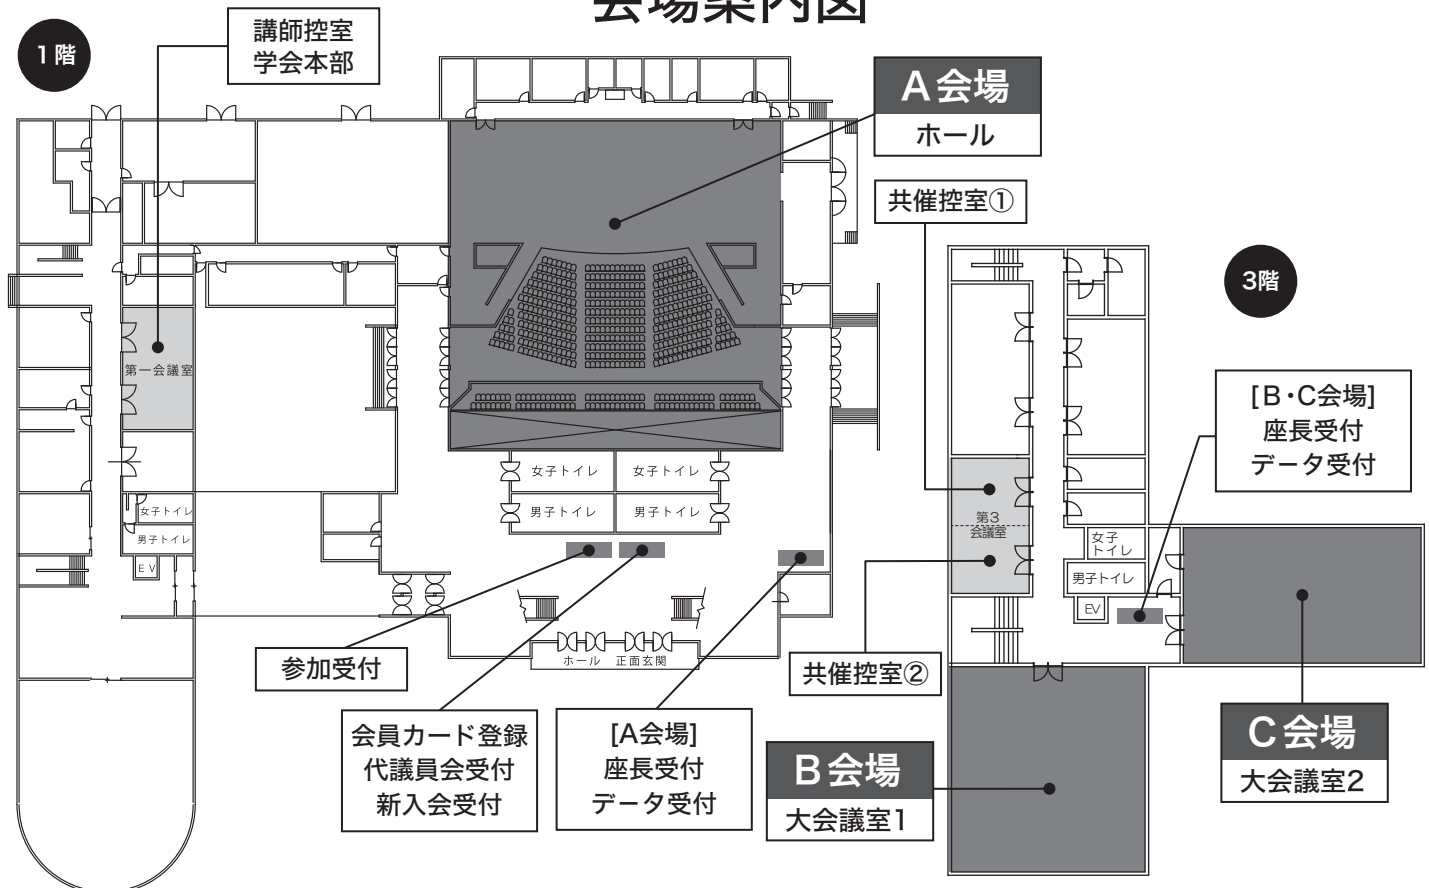 会場案内図
1階
講師控室
学会本部
A会場
ホール
共催控室①
3階
第一会議室
[B・C会場]
座長受付
データ受付
女子トイレ
女子トイレ
男子トイレ
男子トイレ
女子トイレ
男子トイレ
EV
第3
会議室
女子
トイレ
男子トイレ
EV
ホール 正面玄関
参加受付
共催控室②
会員カード登録
代議員会受付
新入会受付
[A会場]
座長受付
データ受付
B会場
大会議室1
C会場
大会議室2